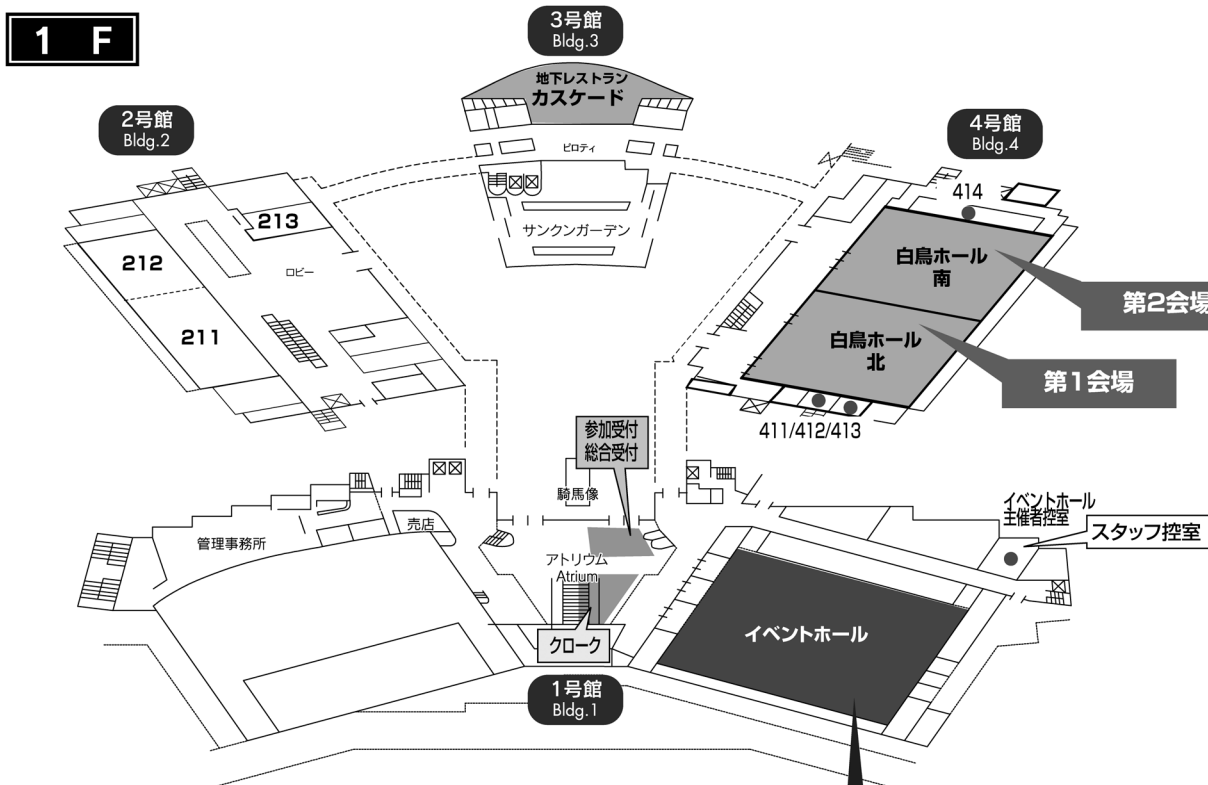 1 F
3号館
Bldg.3
地下レストラン
カスケード
2号館
Bldg.2
4号館
Bldg.4
ピロティ
414
213
サンクンガーデン
212
ロビー
白鳥ホール
南
第2会場
211
白鳥ホール
北
第1会場
411/412/413
参加受付
総合受付
騎馬像
イベントホール
主催者控室
売店
スタッフ控室
管理事務所
アトリウム
Atrium
イベントホール
クローク
1号館
Bldg.1